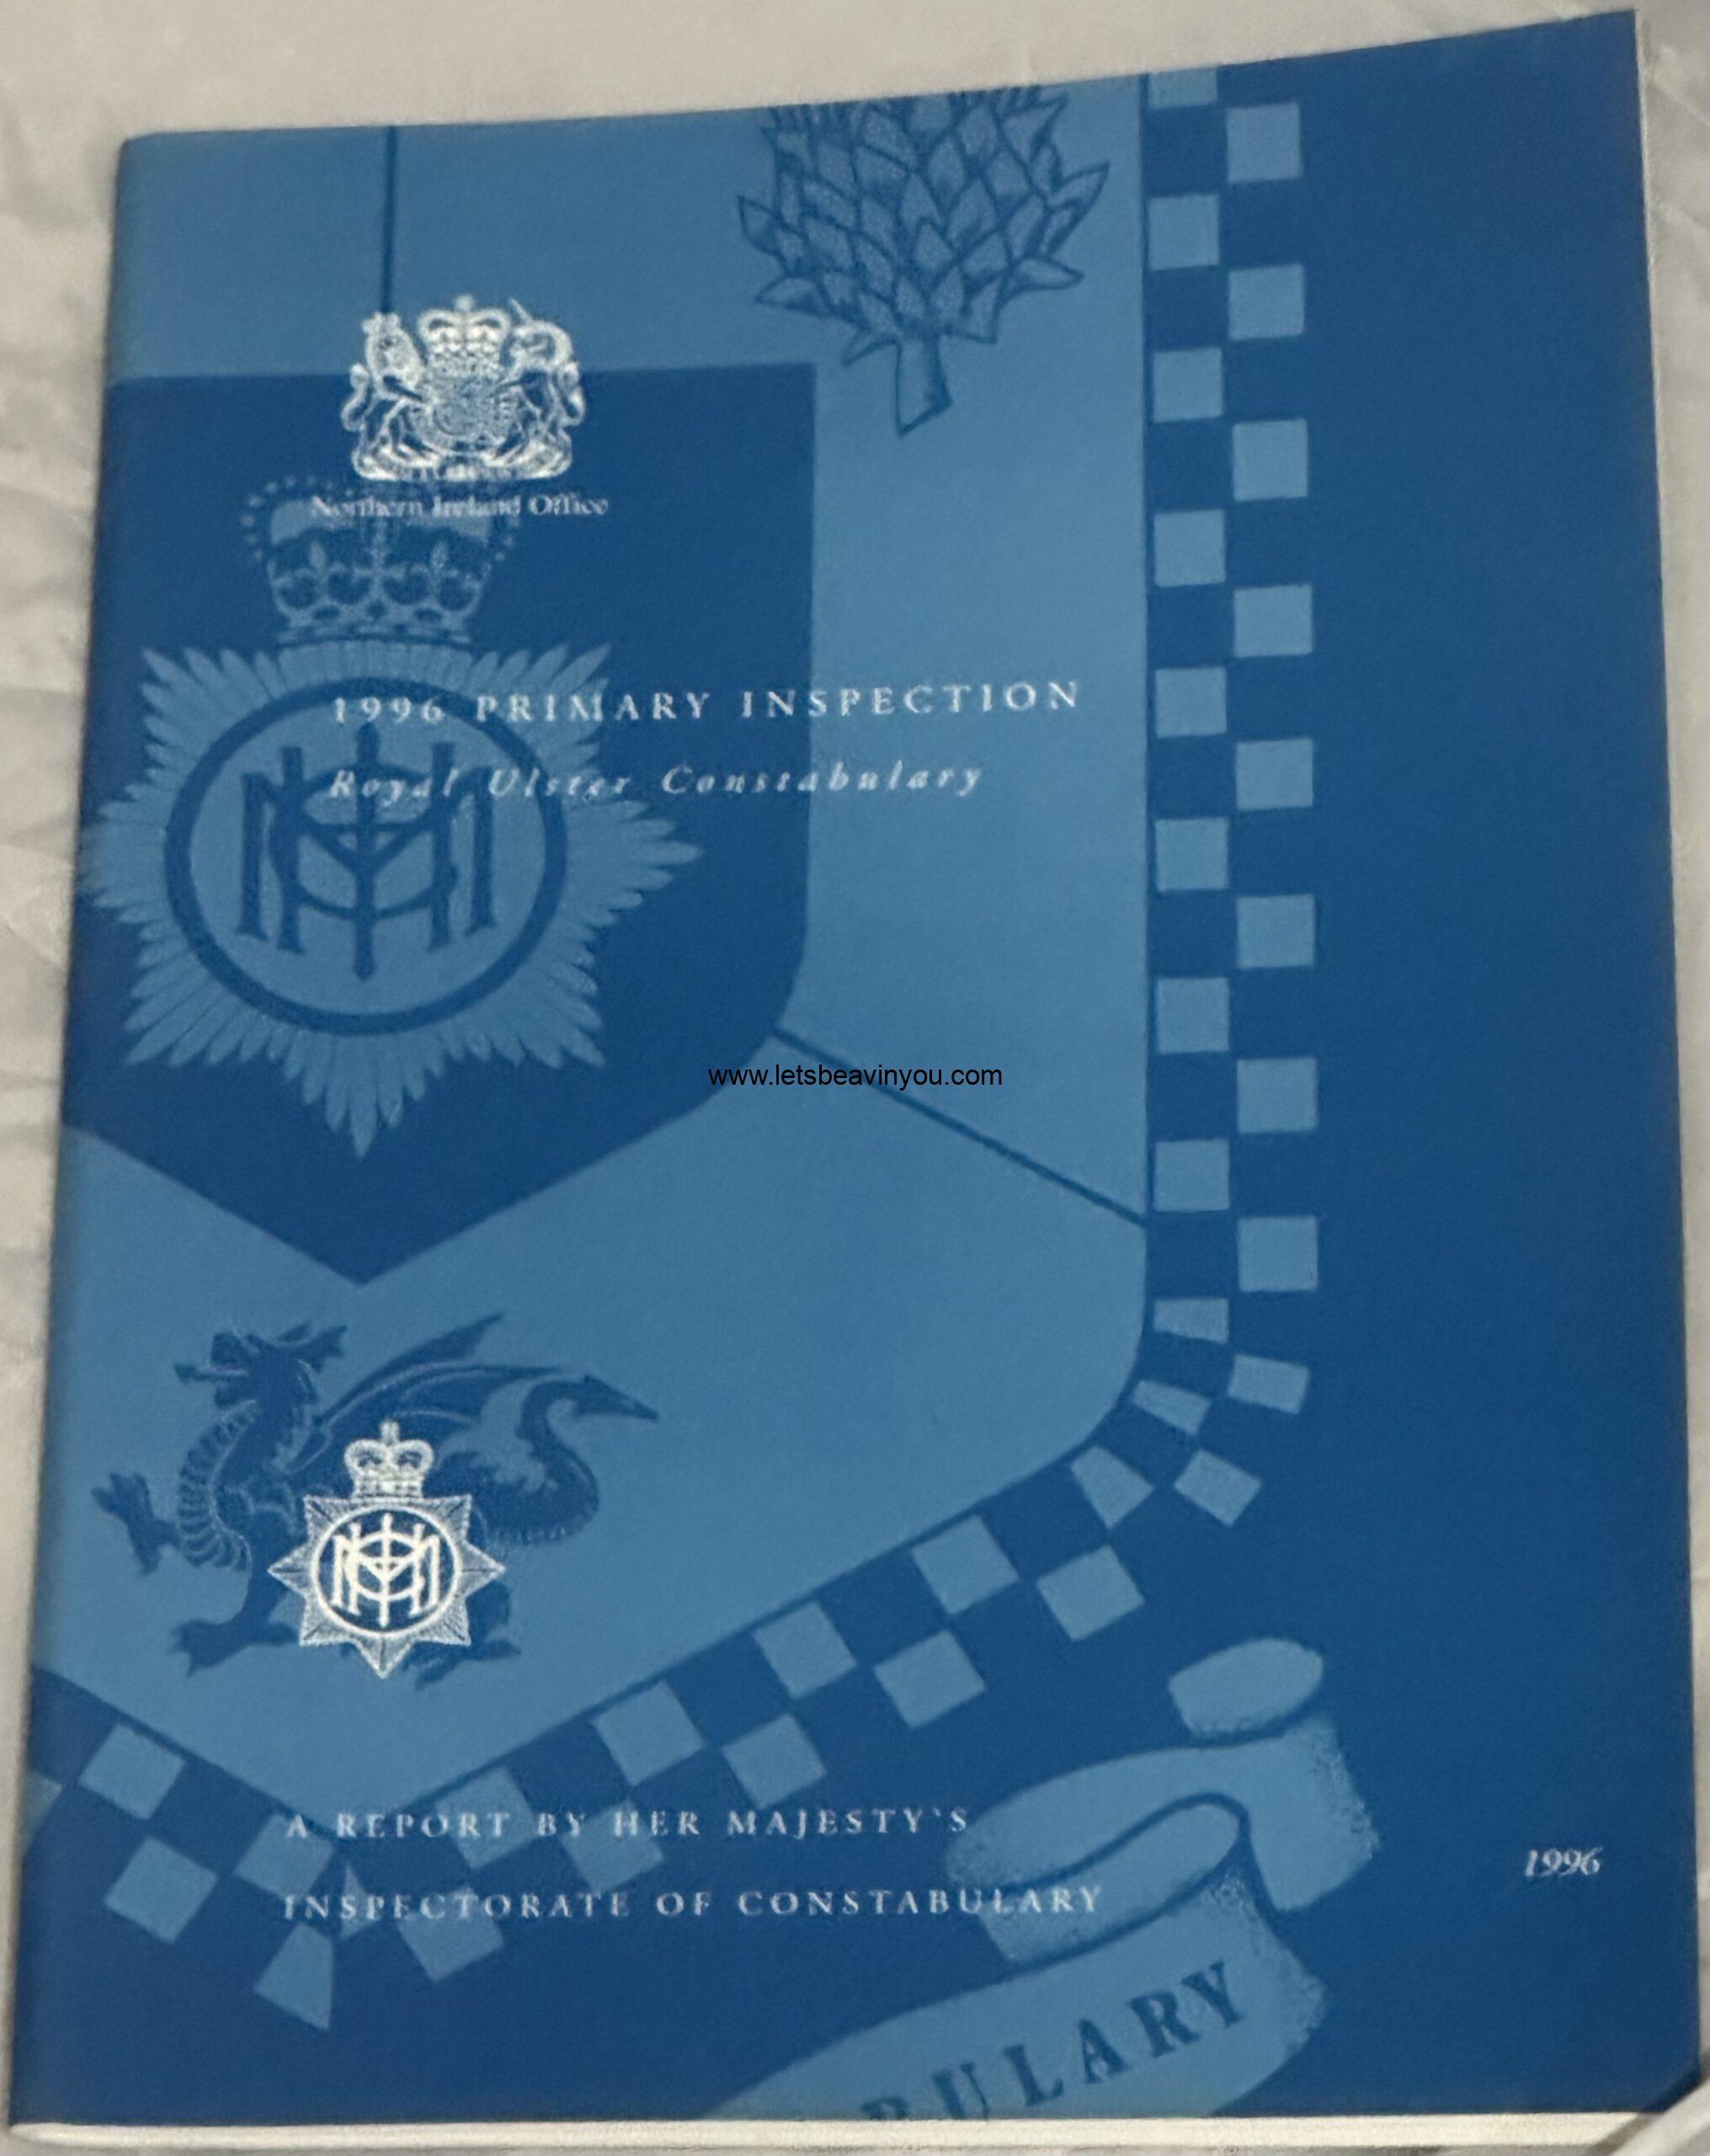 Northern Ireland Office
1996 PRIMARY INSPECTION
Royal Ulster Constabulary
www.letsbeavinyou.com
A REPORT BY HER MAJESTY'S
INSPECTORATE OF CONSTABULARY
1996
BULARY